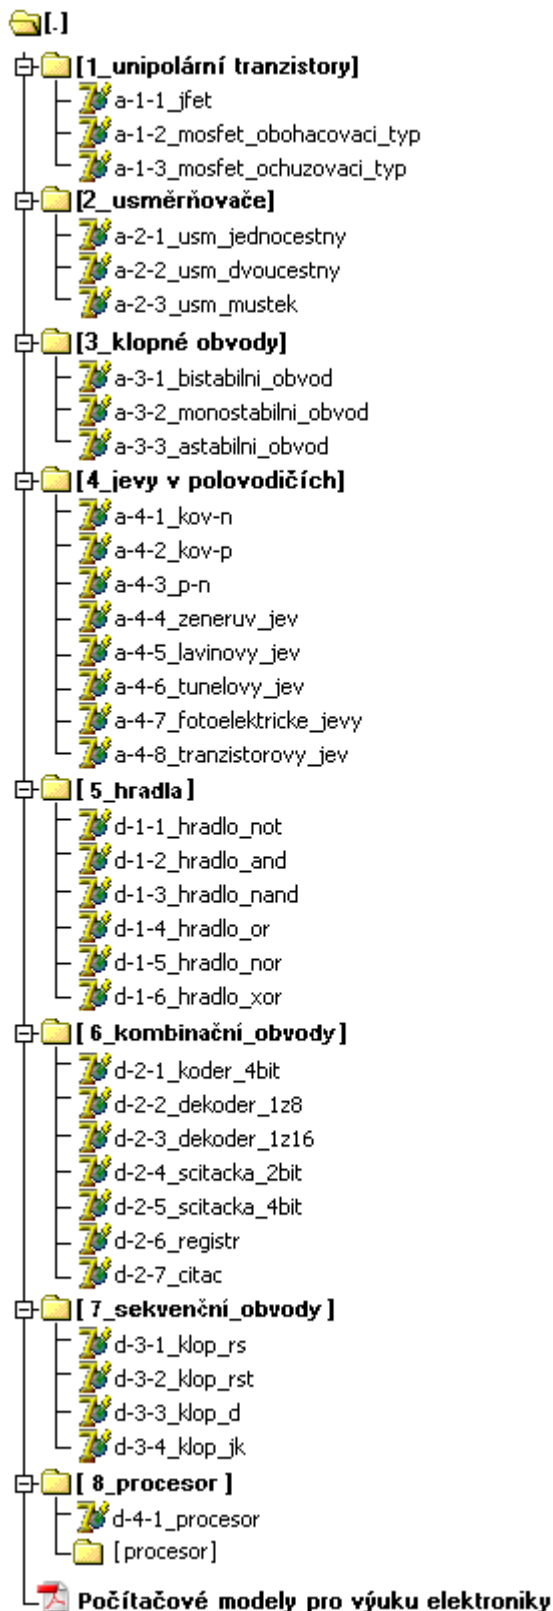 [.]
[1_unipolární tranzistory]
a-1-1_jfet
a-1-2_mosfet_obohacovaci_typ
a-1-3_mosfet_ochuzovaci_typ
[2_usměrňovače]
a-2-1_usm_jednocestny
a-2-2_usm_dvoucestny
a-2-3_usm_mustek
[3_klopné obvody]
a-3-1_bistabilni_obvod
a-3-2_monostabilni_obvod
a-3-3_astabilni_obvod
[4_jevy v polovodičích]
a-4-1_kov-n
a-4-2_kov-p
a-4-3_p-n
a-4-4_zeneruv_jev
a-4-5_lavinovy_jev
a-4-6_tunelovy_jev
a-4-7_fotoelektricke_jevy
a-4-8_tranzistorovy_jev
[ 5_hradla ]
d-1-1_hradlo_not
d-1-2_hradlo_and
d-1-3_hradlo_nand
d-1-4_hradlo_or
d-1-5_hradlo_nor
d-1-6_hradlo_xor
[ 6_kombinační_obvody ]
d-2-1_koder_4bit
d-2-2_dekoder_1z8
d-2-3_dekoder_1z16
d-2-4_scitacka_2bit
d-2-5_scitacka_4bit
d-2-6_registr
d-2-7_citac
[ 7_sekvenční_obvody ]
d-3-1_klop_rs
d-3-2_klop_rst
d-3-3_klop_d
d-3-4_klop_jk
[ 8_procesor ]
d-4-1_procesor
[procesor]
Počítačové modely pro výuku elektroniky